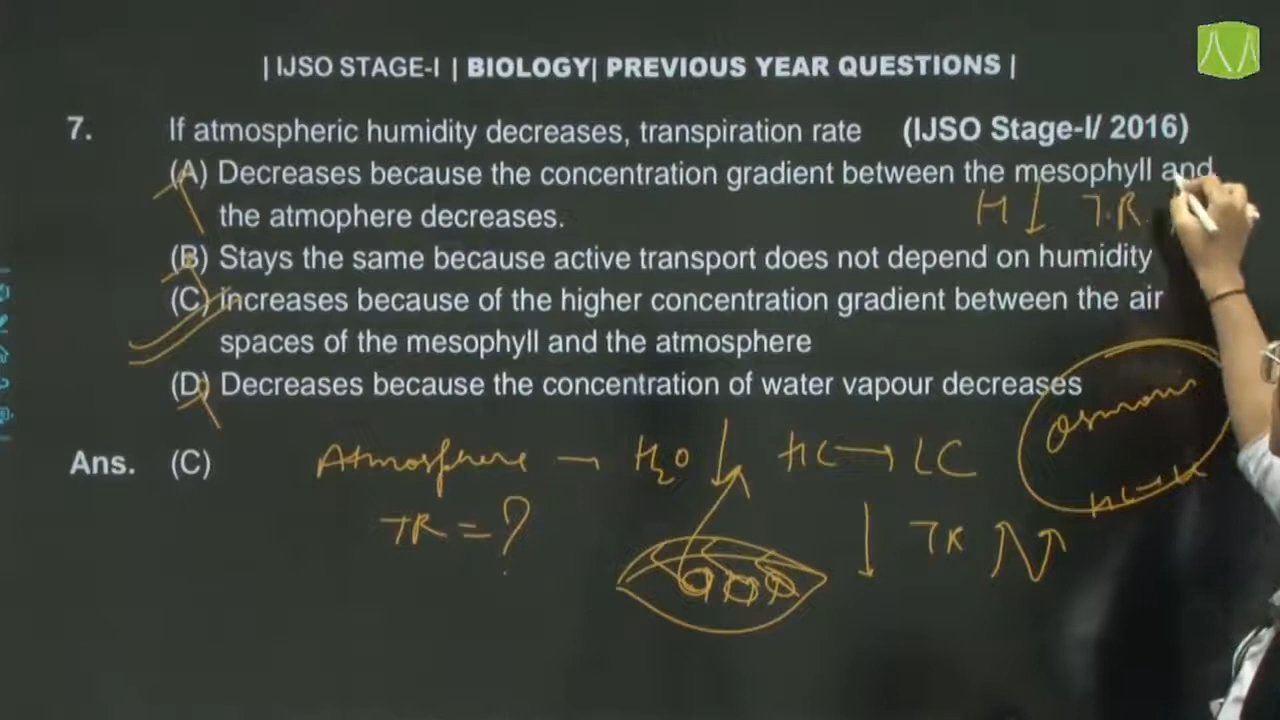 | IJSO STAGE-I | BIOLOGY| PREVIOUS YEAR QUESTIONS |
7. If atmospheric humidity decreases, transpiration rate (IJSO Stage-I/ 2016)
(A) Decreases because the concentration gradient between the mesophyll and
the atmophere decreases.
H↓ T.R.
(B) Stays the same because active transport does not depend on humidity
(C) Increases because of the higher concentration gradient between the air
spaces of the mesophyll and the atmosphere
(D) Decreases because the concentration of water vapour decreases
Ans. (C)
Atmosphere – H₂O ↓ HC → LC
TR = ?
↓ TR ↑↑